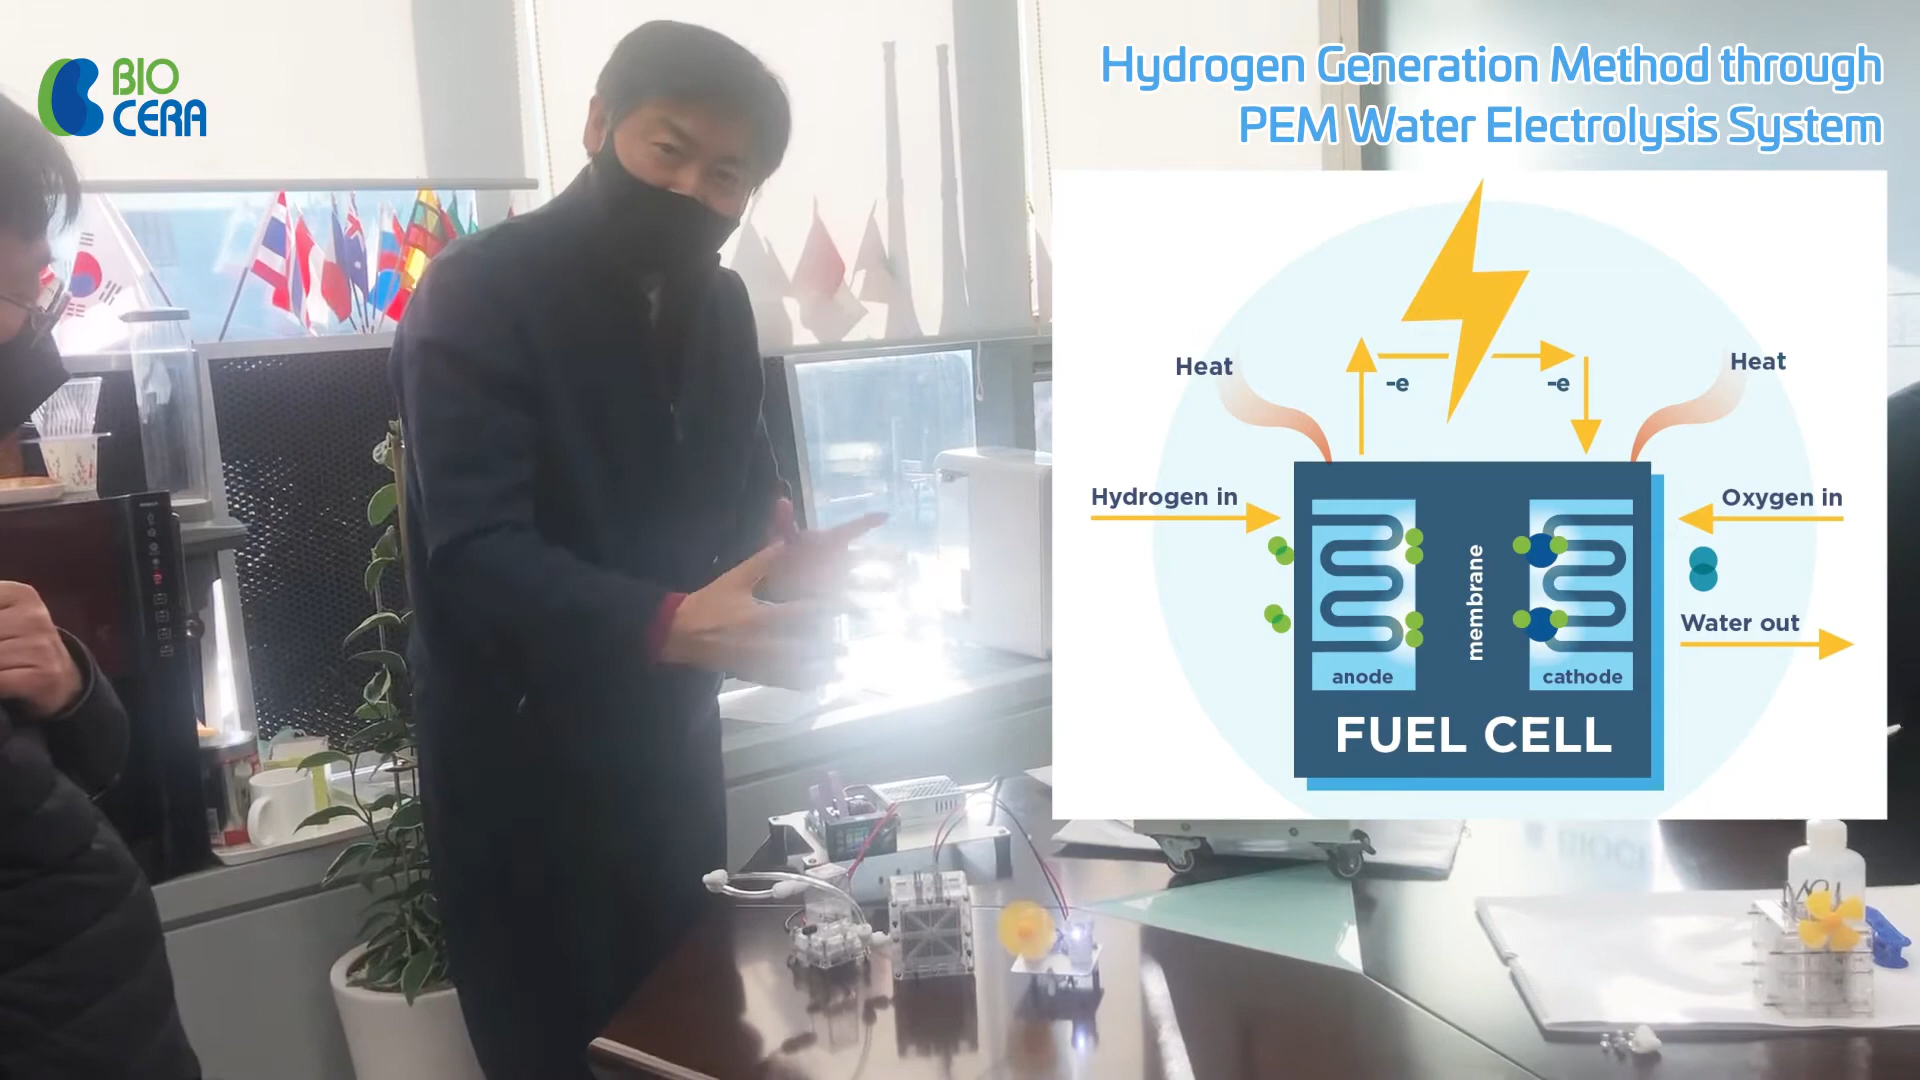 BIO
CERA
Hydrogen Generation Method through
PEM Water Electrolysis System
-e
-e
Heat
Heat
Hydrogen in
Oxygen in
Water out
membrane
anode
cathode
FUEL CELL